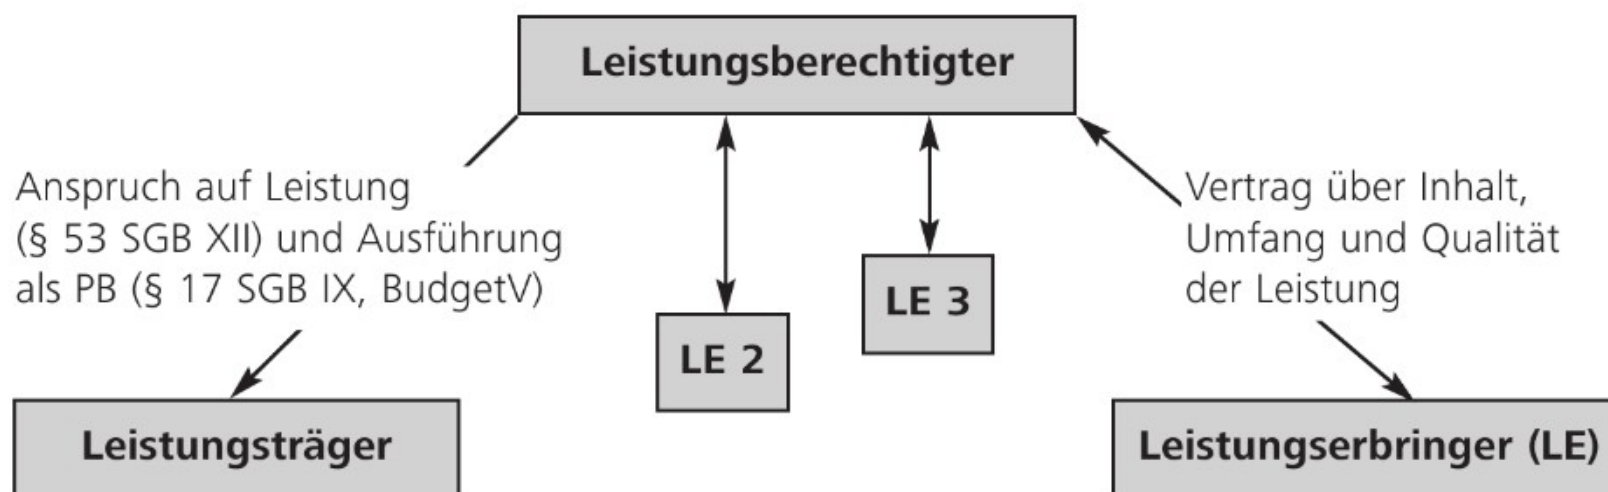 Leistungsberechtigter
Anspruch auf Leistung
(§ 53 SGB XII) und Ausführung
als PB (§ 17 SGB IX, BudgetV)
Vertrag über Inhalt,
Umfang und Qualität
der Leistung
LE 3
LE 2
Leistungsträger
Leistungserbringer (LE)